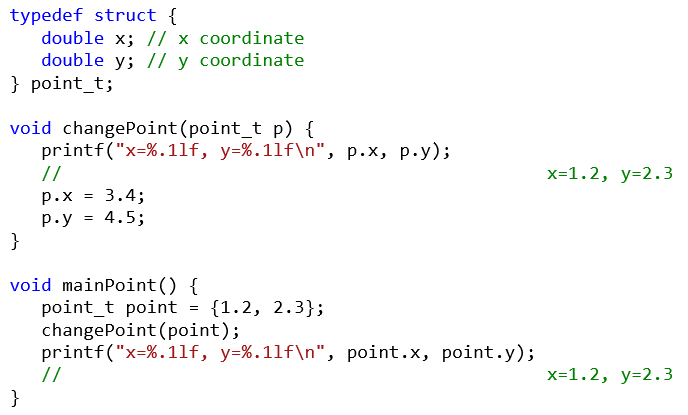 typedef struct {
   double x; // x coordinate
   double y; // y coordinate
} point_t;

void changePoint(point_t p) {
   printf("x=%.1lf, y=%.1lf\n", p.x, p.y);
   //                                              x=1.2, y=2.3
   p.x = 3.4;
   p.y = 4.5;
}

void mainPoint() {
   point_t point = {1.2, 2.3};
   changePoint(point);
   printf("x=%.1lf, y=%.1lf\n", point.x, point.y);
   //                                              x=1.2, y=2.3
}